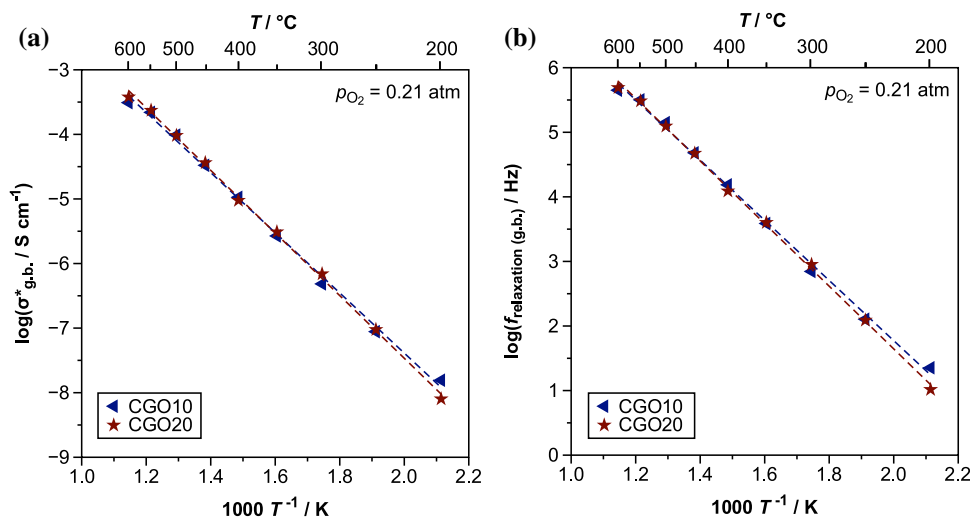 (a)
T / °C
600 500 400 300 200
p_O2 = 0.21 atm
log(σ*g.b. / S cm⁻¹)
−3
−4
−5
−6
−7
−8
−9
CGO10
CGO20
1.0 1.2 1.4 1.6 1.8 2.0 2.2
1000 T⁻¹ / K
(b)
T / °C
600 500 400 300 200
p_O2 = 0.21 atm
log(f_relaxation (g.b.) / Hz)
6
5
4
3
2
1
0
CGO10
CGO20
1.0 1.2 1.4 1.6 1.8 2.0 2.2
1000 T⁻¹ / K